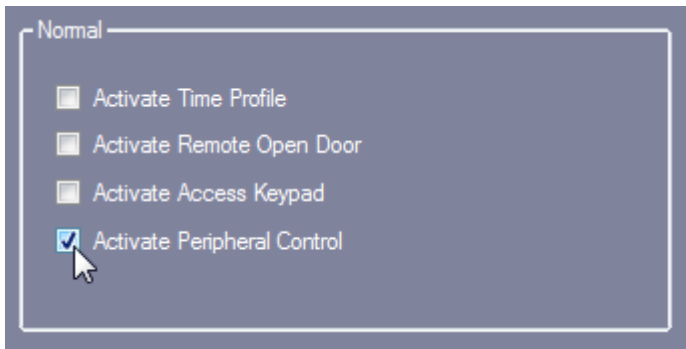 Normal
Activate Time Profile
Activate Remote Open Door
Activate Access Keypad
Activate Peripheral Control